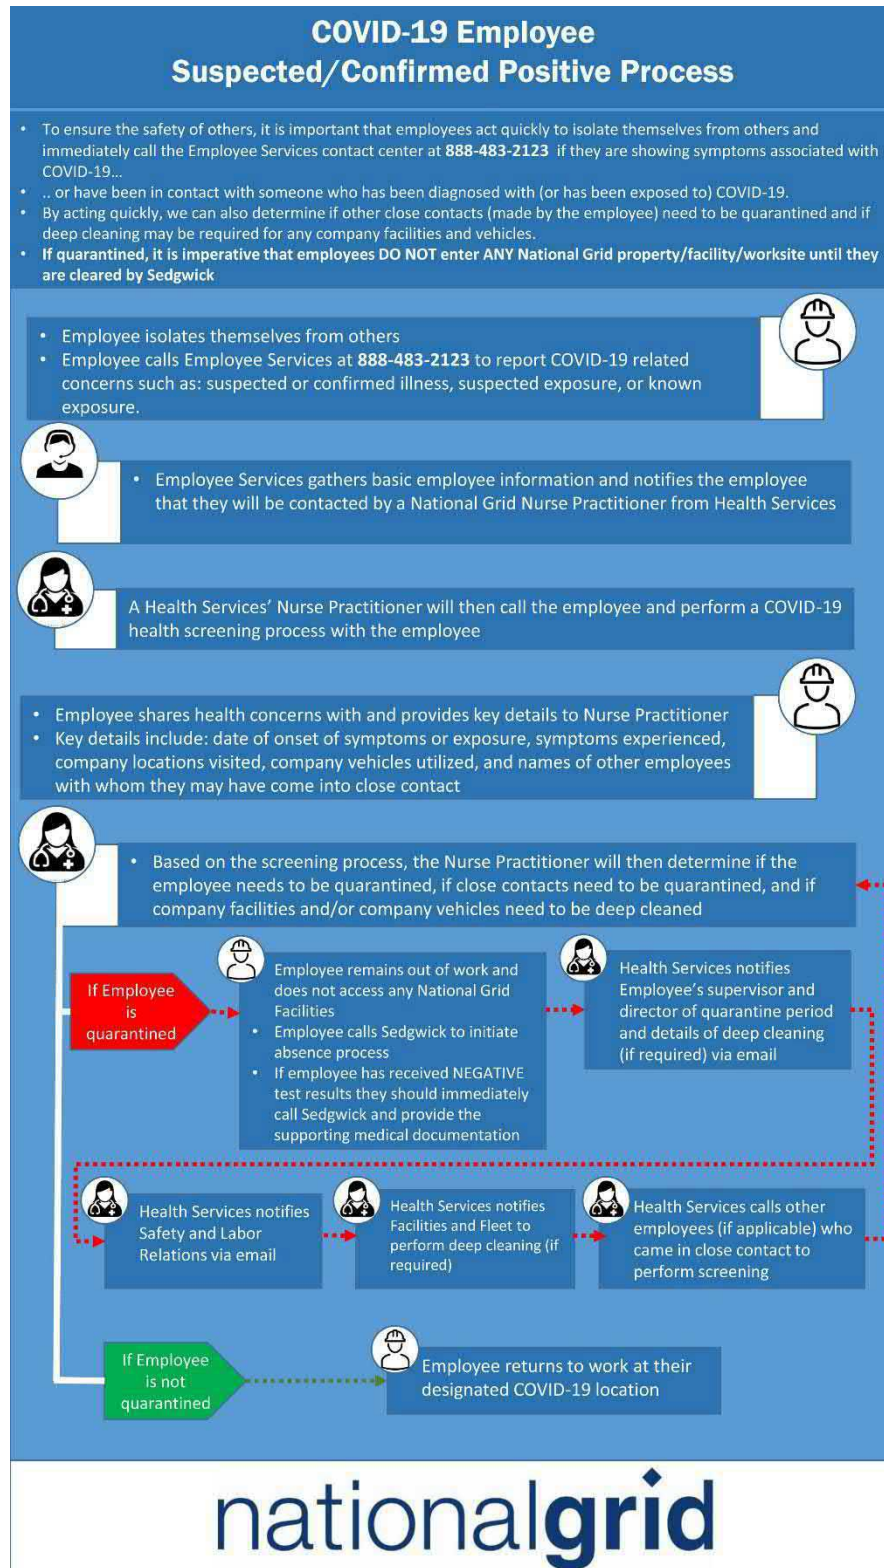 COVID-19 Employee
Suspected/Confirmed Positive Process
• To ensure the safety of others, it is important that employees act quickly to isolate themselves from others and
immediately call the Employee Services contact center at 888-483-2123 if they are showing symptoms associated with
COVID-19...
• .. or have been in contact with someone who has been diagnosed with (or has been exposed to) COVID-19.
• By acting quickly, we can also determine if other close contacts (made by the employee) need to be quarantined and if
deep cleaning may be required for any company facilities and vehicles.
• If quarantined, it is imperative that employees DO NOT enter ANY National Grid property/facility/worksite until they
are cleared by Sedgwick
• Employee isolates themselves from others
• Employee calls Employee Services at 888-483-2123 to report COVID-19 related
concerns such as: suspected or confirmed illness, suspected exposure, or known
exposure.
• Employee Services gathers basic employee information and notifies the employee
that they will be contacted by a National Grid Nurse Practitioner from Health Services
A Health Services' Nurse Practitioner will then call the employee and perform a COVID-19
health screening process with the employee
• Employee shares health concerns with and provides key details to Nurse Practitioner
• Key details include: date of onset of symptoms or exposure, symptoms experienced,
company locations visited, company vehicles utilized, and names of other employees
with whom they may have come into close contact
• Based on the screening process, the Nurse Practitioner will then determine if the
employee needs to be quarantined, if close contacts need to be quarantined, and if
company facilities and/or company vehicles need to be deep cleaned
If Employee
is
quarantined
Employee remains out of work and
does not access any National Grid
Facilities
• Employee calls Sedgwick to initiate
absence process
• If employee has received NEGATIVE
test results they should immediately
call Sedgwick and provide the
supporting medical documentation
Health Services notifies
Employee's supervisor and
director of quarantine period
and details of deep cleaning
(if required) via email
Health Services notifies
Safety and Labor
Relations via email
Health Services notifies
Facilities and Fleet to
perform deep cleaning (if
required)
Health Services calls other
employees (if applicable) who
came in close contact to
perform screening
If Employee
is not
quarantined
Employee returns to work at their
designated COVID-19 location
nationalgrid